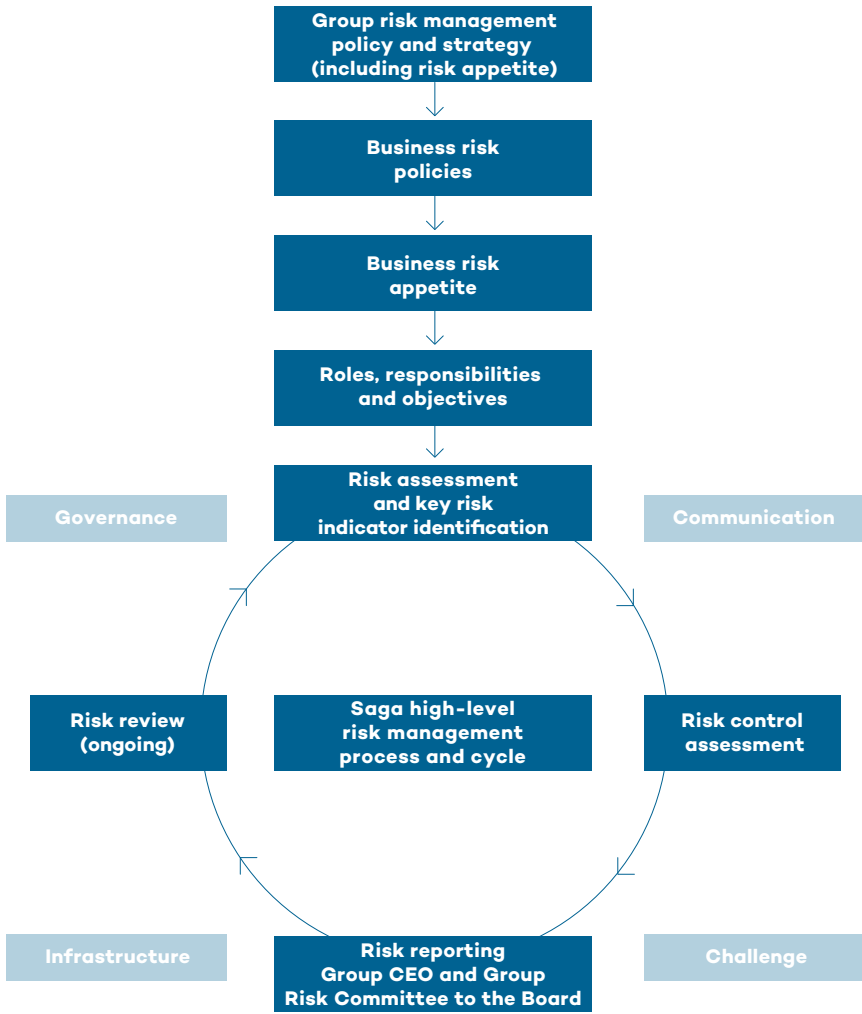 Group risk management
policy and strategy
(including risk appetite)
Business risk
policies
Business risk
appetite
Roles, responsibilities
and objectives
Risk assessment
and key risk
indicator identification
Governance
Communication
Risk review
(ongoing)
Saga high-level
risk management
process and cycle
Risk control
assessment
Infrastructure
Risk reporting
Group CEO and Group
Risk Committee to the Board
Challenge